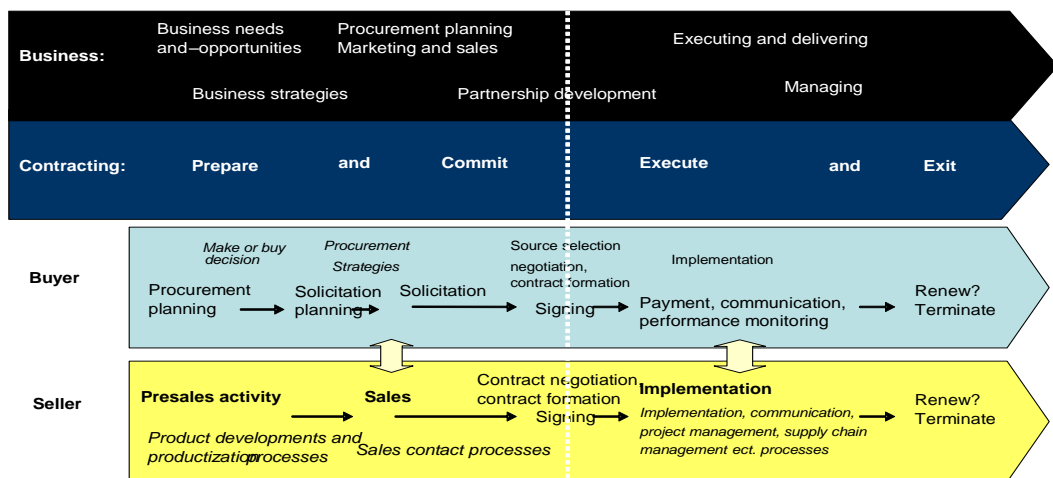 Business:
Business needs
and–opportunities
Procurement planning
Marketing and sales
Executing and delivering
Business strategies
Partnership development
Managing
Contracting:
Prepare
and
Commit
Execute
and
Exit
Buyer
Make or buy
decision
Procurement
Strategies
Source selection
negotiation,
contract formation
Implementation
Procurement
planning
Solicitation
planning
Solicitation
Signing
Payment, communication,
performance monitoring
Renew?
Terminate
Seller
Presales activity
Sales
Contract negotiation,
contract formation
Signing
Implementation
Implementation, communication,
project management, supply chain
management ect. processes
Renew?
Terminate
Product developments and
productization processes
Sales contact processes